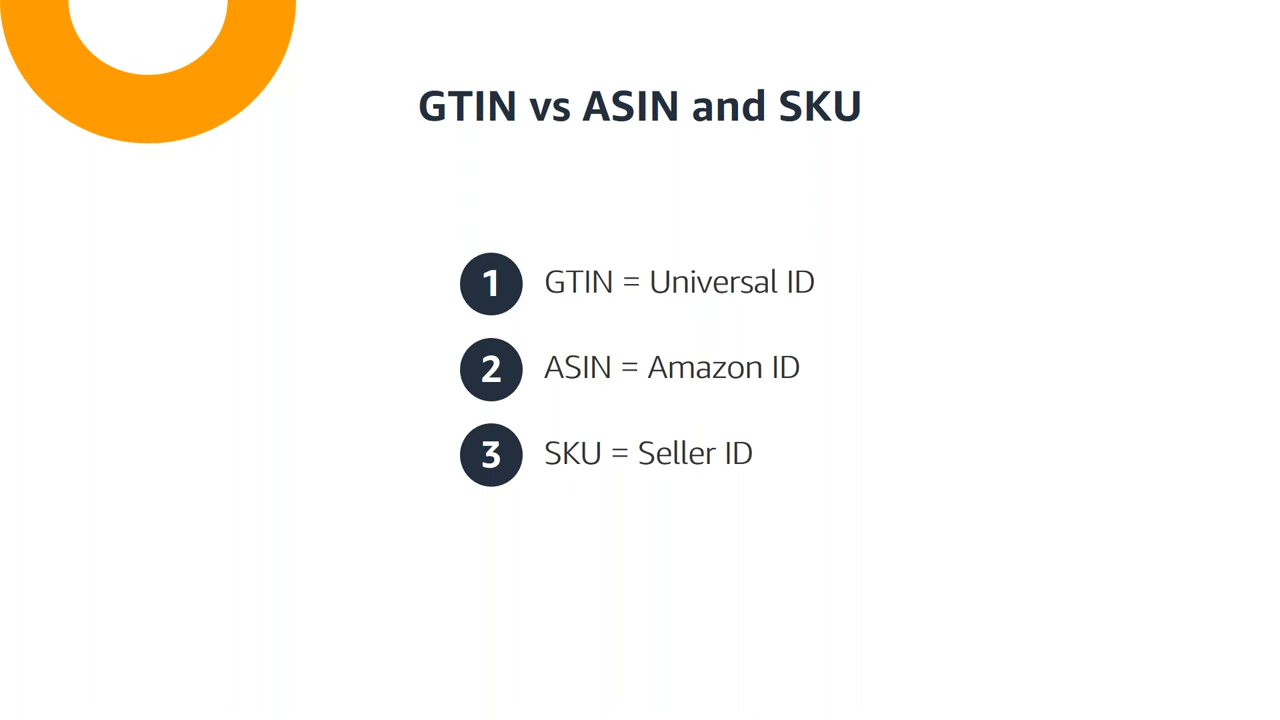 GTIN vs ASIN and SKU
1 GTIN = Universal ID
2 ASIN = Amazon ID
3 SKU = Seller ID